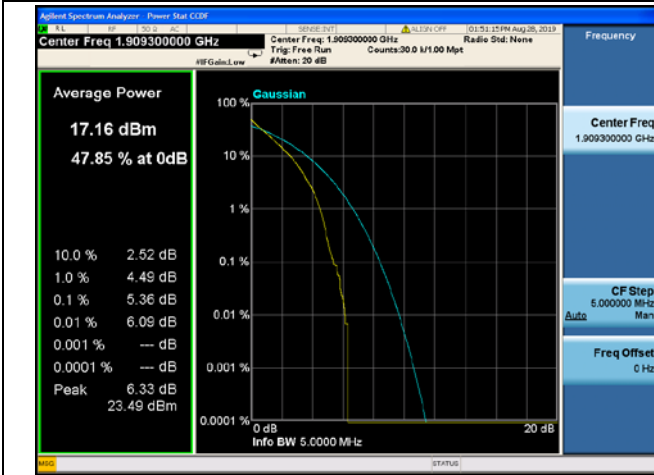 Agilent Spectrum Analyzer - Power Stat CCDF
RL RF 50 Ω AC SENSE:INT ALIGN OFF 01:51:15 PM Aug 28, 2019
Center Freq 1.909300000 GHz
Center Freq: 1.909300000 GHz Radio Std: None
Trig: Free Run Counts:30.0 k/1.00 Mpt
#IFGain:Low #Atten: 20 dB
Frequency
Average Power
17.16 dBm
47.85 % at 0dB
10.0 % 2.52 dB
1.0 % 4.49 dB
0.1 % 5.36 dB
0.01 % 6.09 dB
0.001 % --- dB
0.0001 % --- dB
Peak 6.33 dB
23.49 dBm
Gaussian
100 %
10 %
1 %
0.1 %
0.01 %
0.001 %
0.0001 %
0 dB 20 dB
Info BW 5.0000 MHz
Center Freq
1.909300000 GHz
CF Step
5.000000 MHz
Auto Man
Freq Offset
0 Hz
MSG STATUS